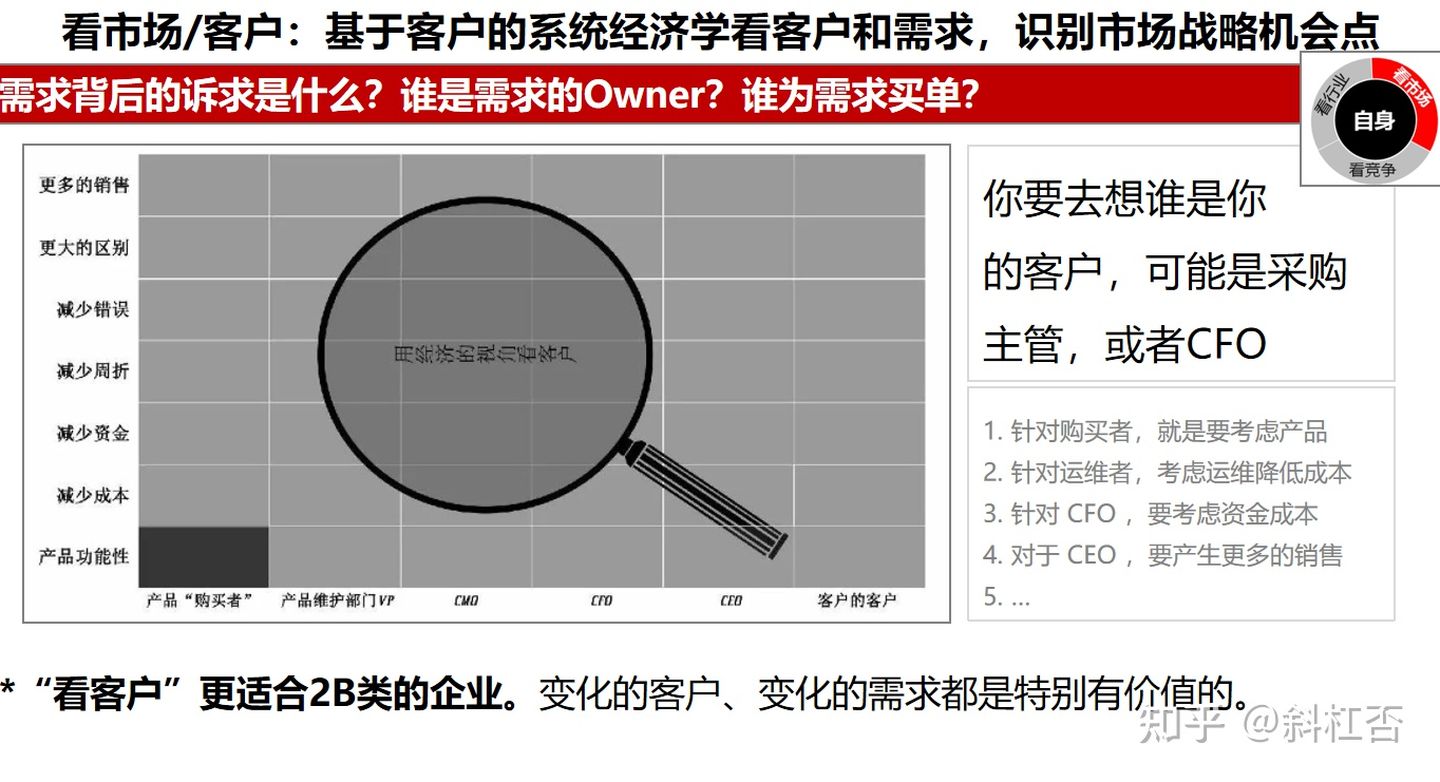 看市场/客户：基于客户的系统经济学看客户和需求，识别市场战略机会点
需求背后的诉求是什么？谁是需求的Owner？谁为需求买单？
看行业
看市场
自身
看竞争
更多的销售
更大的区别
减少错误
减少周折
减少资金
减少成本
产品功能性
用经济的视角看客户
产品“购买者”
产品维护部门VP
CMO
CFO
CEO
客户的客户
你要去想谁是你
的客户，可能是采购
主管，或者CFO
1. 针对购买者，就是要考虑产品
2. 针对运维者，考虑运维降低成本
3. 针对 CFO ，要考虑资金成本
4. 对于 CEO ，要产生更多的销售
5. ...
*“看客户”更适合2B类的企业。变化的客户、变化的需求都是特别有价值的。
知乎 @斜杠否